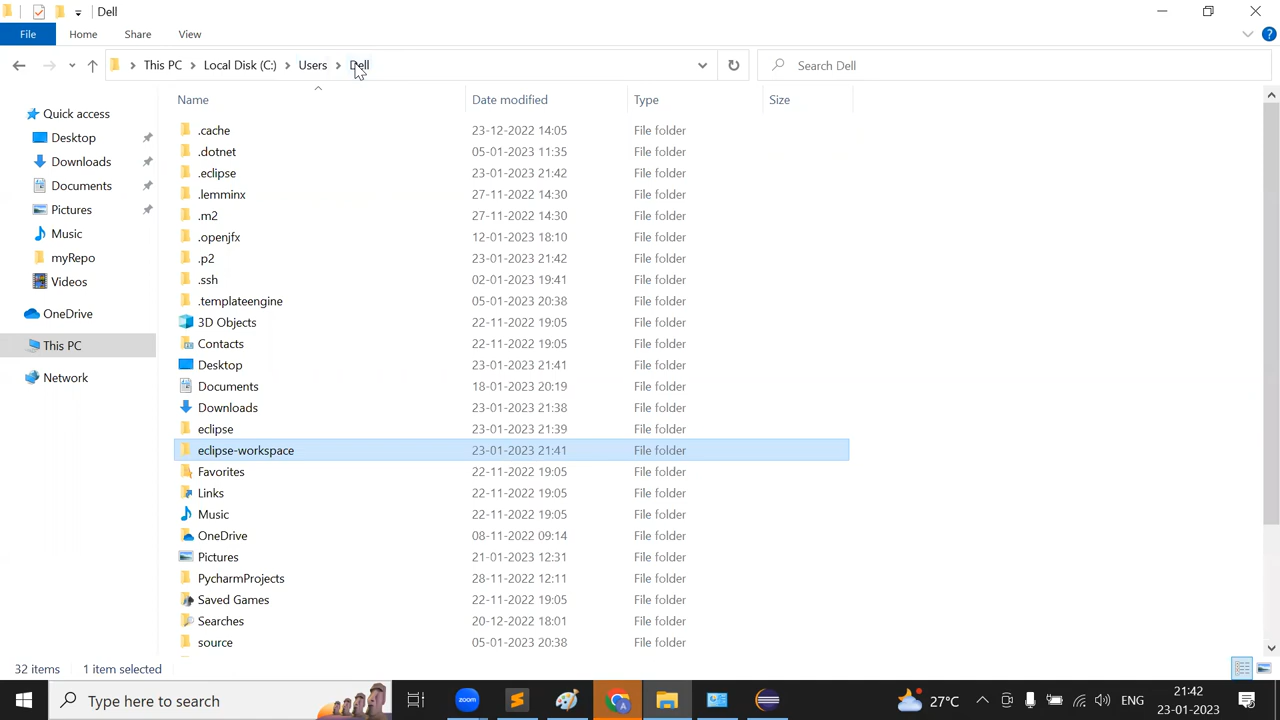 Dell
File Home Share View
This PC Local Disk (C:) Users Dell Search Dell
Name Date modified Type Size
Quick access
Desktop
Downloads
Documents
Pictures
Music
myRepo
Videos
OneDrive
This PC
Network
.cache 23-12-2022 14:05 File folder
.dotnet 05-01-2023 11:35 File folder
.eclipse 23-01-2023 21:42 File folder
.lemminx 27-11-2022 14:30 File folder
.m2 27-11-2022 14:30 File folder
.openjfx 12-01-2023 18:10 File folder
.p2 23-01-2023 21:42 File folder
.ssh 02-01-2023 19:41 File folder
.templateengine 05-01-2023 20:38 File folder
3D Objects 22-11-2022 19:05 File folder
Contacts 22-11-2022 19:05 File folder
Desktop 23-01-2023 21:41 File folder
Documents 18-01-2023 20:19 File folder
Downloads 23-01-2023 21:38 File folder
eclipse 23-01-2023 21:39 File folder
eclipse-workspace 23-01-2023 21:41 File folder
Favorites 22-11-2022 19:05 File folder
Links 22-11-2022 19:05 File folder
Music 22-11-2022 19:05 File folder
OneDrive 08-11-2022 09:14 File folder
Pictures 21-01-2023 12:31 File folder
PycharmProjects 28-11-2022 12:11 File folder
Saved Games 22-11-2022 19:05 File folder
Searches 20-12-2022 18:01 File folder
source 05-01-2023 20:38 File folder
32 items 1 item selected
Type here to search zoom A 27°C ENG 21:42
23-01-2023